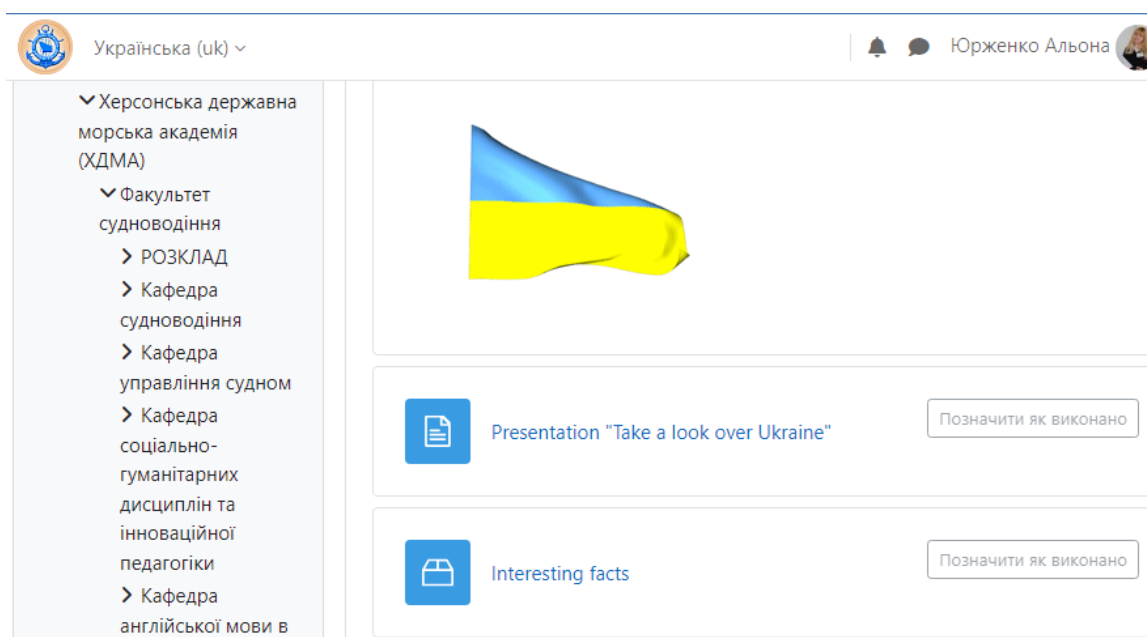 Українська (uk)
Юрженко Альона
Херсонська державна
морська академія
(ХДМА)
Факультет
судноводіння
РОЗКЛАД
Кафедра
судноводіння
Кафедра
управління судном
Кафедра
соціально-
гуманітарних
дисциплін та
інноваційної
педагогіки
Кафедра
англійської мови в
Presentation "Take a look over Ukraine"
Позначити як виконано
Interesting facts
Позначити як виконано